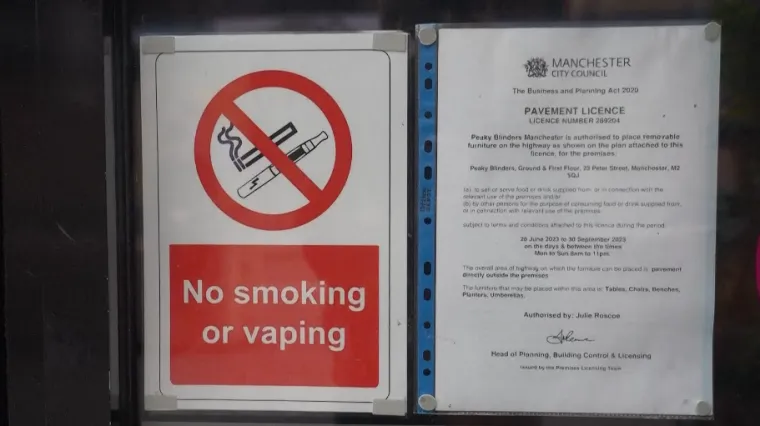 No smoking
or vaping
MANCHESTER
CITY COUNCIL
The Business and Planning Act 2020
PAVEMENT LICENCE
LICENCE NUMBER 289204
Peaky Blinders Manchester is authorised to place removable
furniture on the highway as shown on the plan attached to this
licence, for the premises:
Peaky Blinders, Ground & First Floor, 23 Peter Street, Manchester, M2
5QJ
(a) to sell or serve food or drink supplied from, or in connection with the
relevant use of the premises and/or
(b) by other persons for the purpose of consuming food or drink supplied from,
or in connection with relevant use of the premises
subject to terms and conditions attached to this licence during the period:
to 30 September 2023
on the days & between the times
Mon to Sun 8am to 11pm
The overall area of highway on which the furniture can be placed is: pavement
directly outside the premises
The furniture that may be placed within this area is: Tables, Chairs, Benches,
Planters, Umbrellas.
Authorised by: Julie Roscoe
Head of Planning, Building Control & Licensing
Issued by the Premises Licensing Team